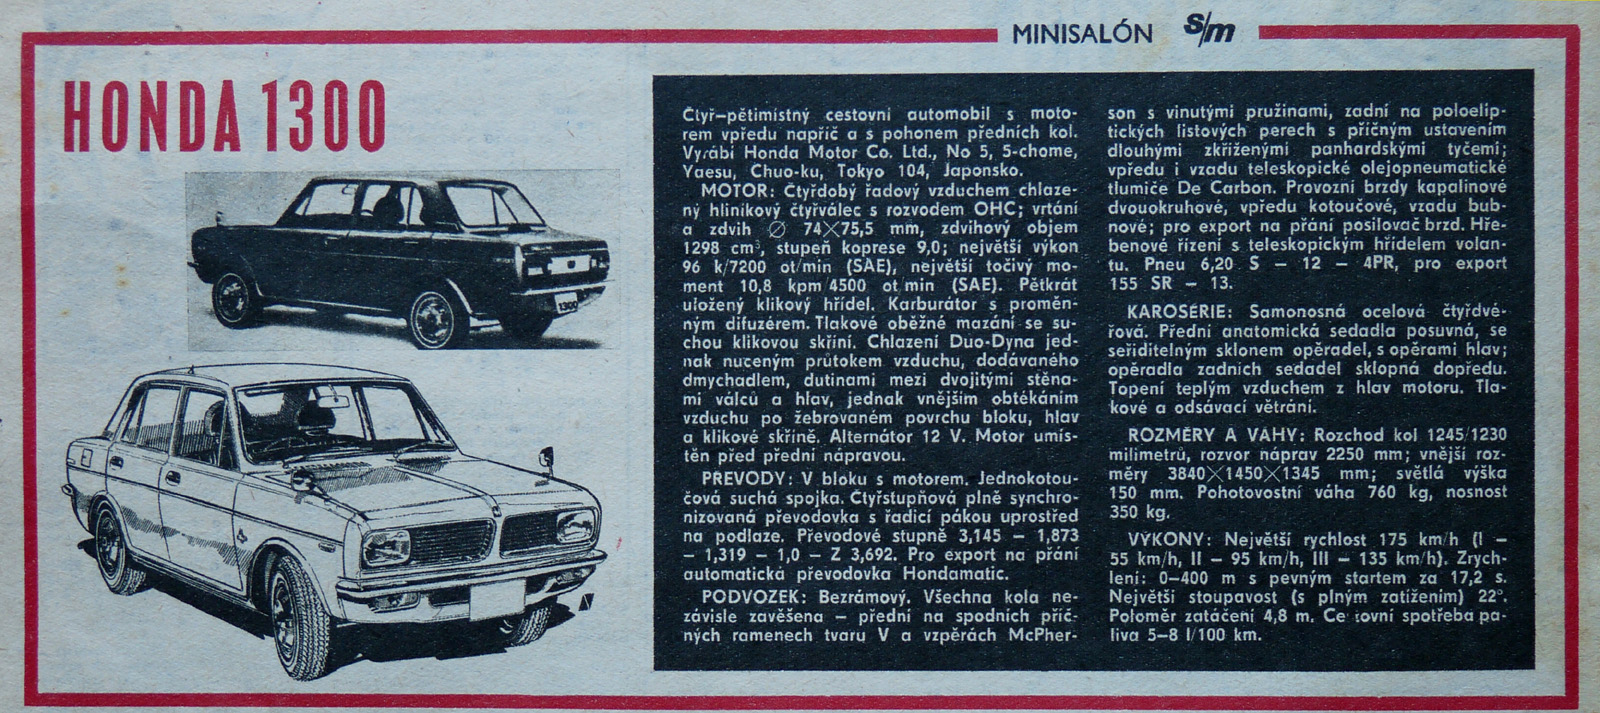 MINISALÓN s/m
HONDA 1300
1300
Čtyř-pětimístný cestovní automobil s moto-
rem vpředu napříč a s pohonem předních kol.
Vyrábí Honda Motor Co. Ltd., No 5, 5-chome,
Yaesu, Chuo-ku, Tokyo 104, Japonsko.
MOTOR: Čtyřdobý řadový vzduchem chlaze-
ný hliníkový čtyřválec s rozvodem OHC; vrtání
a zdvih ∅ 74×75,5 mm, zdvihový objem
1298 cm³, stupeň koprese 9,0; největší výkon
96 k/7200 ot/min (SAE), největší točivý mo-
ment 10,8 kpm/4500 ot/min (SAE). Pětkrát
uložený klikový hřídel. Karburátor s proměn-
ným difuzérem. Tlakové oběžné mazání se su-
chou klikovou skříní. Chlazení Duo-Dyna jed-
nak nuceným průtokem vzduchu, dodávaného
dmychadlem, dutinami mezi dvojitými stěna-
mi válců a hlav, jednak vnějším obtékáním
vzduchu po žebrovaném povrchu bloku, hlav
a klikové skříně. Alternátor 12 V. Motor umís-
těn před přední nápravou.
PŘEVODY: V bloku s motorem. Jednokotou-
čová suchá spojka. Čtyřstupňová plně synchro-
nizovaná převodovka s řadicí pákou uprostřed
na podlaze. Převodové stupně 3,145 – 1,873
– 1,319 – 1,0 – Z 3,692. Pro export na přání
automatická převodovka Hondamatic.
PODVOZEK: Bezrámový. Všechna kola ne-
závisle zavěšena – přední na spodních příč-
ných ramenech tvaru V a vzpěrách McPher-
son s vinutými pružinami, zadní na poloelip-
tických listových perech s příčným ustavením
dlouhými zkříženými panhardskými tyčemi;
vpředu i vzadu teleskopické olejopneumatické
tlumiče De Carbon. Provozní brzdy kapalinové
dvouokruhové, vpředu kotoučové, vzadu bub-
nové; pro export na přání posilovač brzd. Hře-
benové řízení s teleskopickým hřídelem volan-
tu. Pneu 6,20 S – 12 – 4PR, pro export
155 SR – 13.
KAROSÉRIE: Samonosná ocelová čtyřdvé-
řová. Přední anatomická sedadla posuvná, se
seřiditelným sklonem opěradel, s opěrami hlav;
opěradla zadních sedadel sklopná dopředu.
Topení teplým vzduchem z hlav motoru. Tla-
kové a odsávací větrání.
ROZMĚRY A VÁHY: Rozchod kol 1245/1230
milimetrů, rozvor náprav 2250 mm; vnější roz-
měry 3840×1450×1345 mm; světlá výška
150 mm. Pohotovostní váha 760 kg, nosnost
350 kg.
VÝKONY: Největší rychlost 175 km/h (I –
55 km/h, II – 95 km/h, III – 135 km/h). Zrych-
lení: 0–400 m s pevným startem za 17,2 s.
Největší stoupavost (s plným zatížením) 22°.
Poloměr zatáčení 4,8 m. Cestovní spotřeba pa-
liva 5–8 l/100 km.